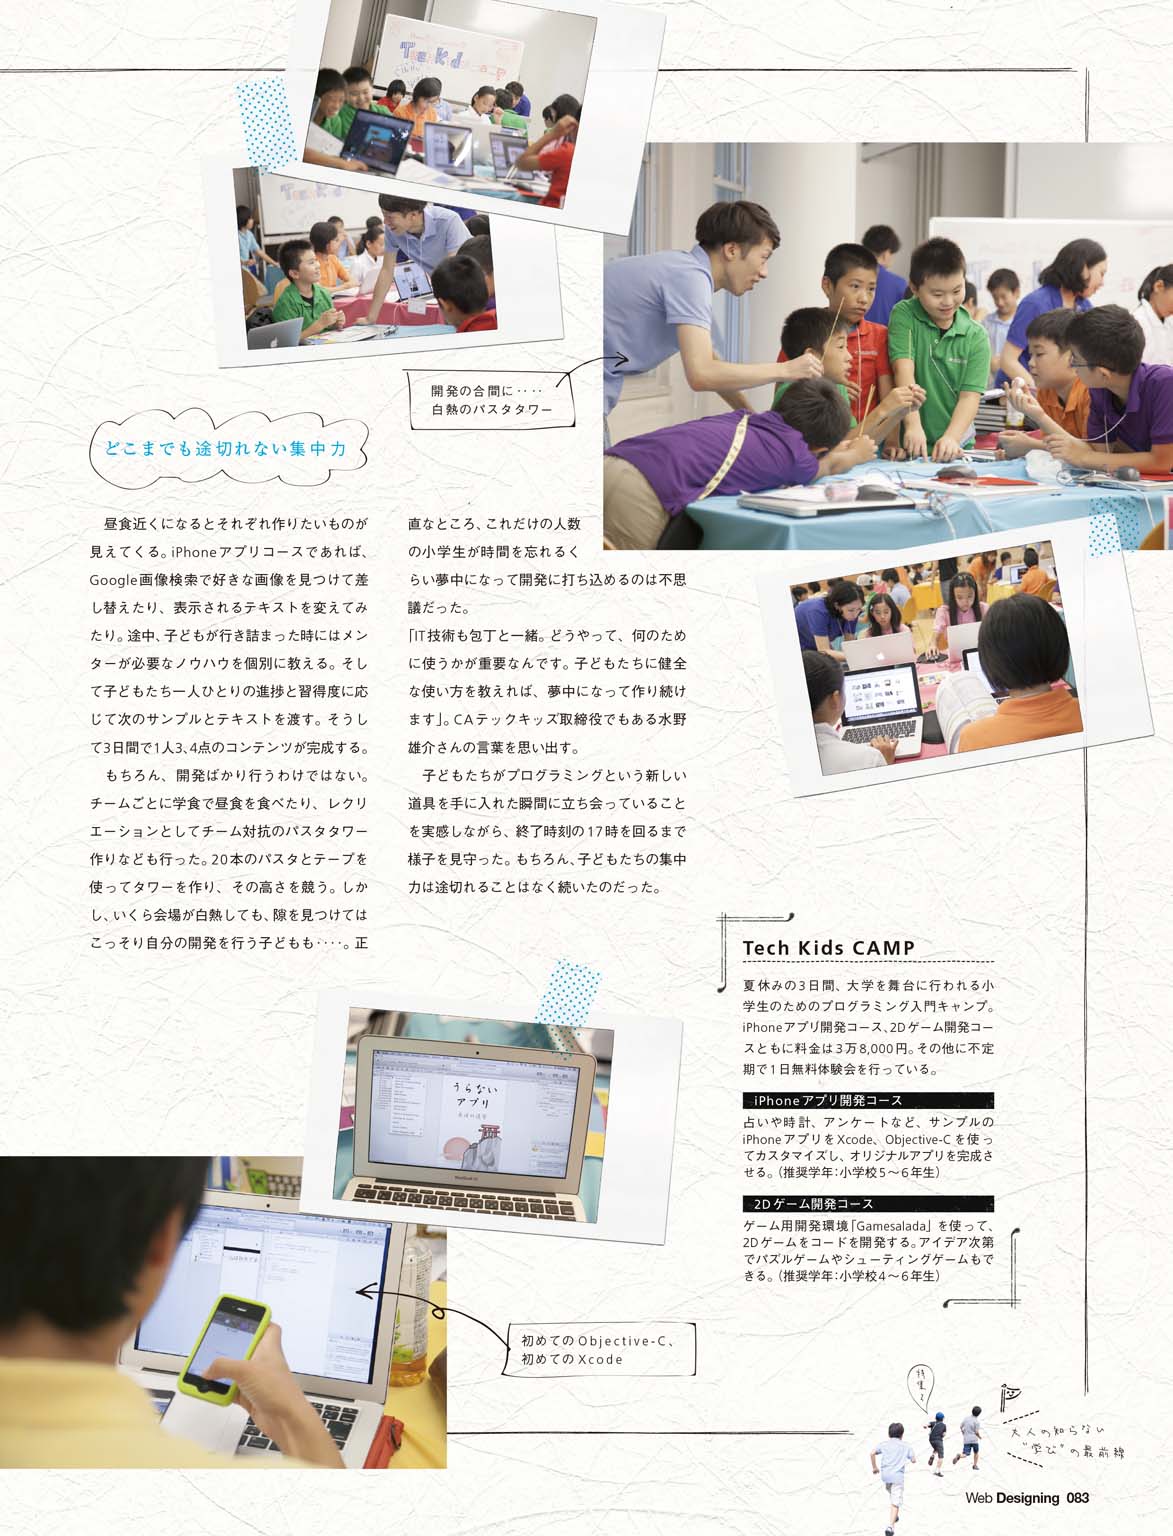 Tech Kid
Tech Kid
開発の合間に‥‥
白熱のパスタタワー
どこまでも途切れない集中力
昼食近くになるとそれぞれ作りたいものが
見えてくる。iPhoneアプリコースであれば、
Google画像検索で好きな画像を見つけて差
し替えたり、表示されるテキストを変えてみ
たり。途中、子どもが行き詰まった時にはメン
ターが必要なノウハウを個別に教える。そし
て子どもたち一人ひとりの進捗と習得度に応
じて次のサンプルとテキストを渡す。そうし
て3日間で1人3、4点のコンテンツが完成する。
もちろん、開発ばかり行うわけではない。
チームごとに学食で昼食を食べたり、レクリ
エーションとしてチーム対抗のパスタタワー
作りなども行った。20本のパスタとテープを
使ってタワーを作り、その高さを競う。しか
し、いくら会場が白熱しても、隙を見つけては
こっそり自分の開発を行う子どもも‥‥。正
直なところ、これだけの人数
の小学生が時間を忘れるく
らい夢中になって開発に打ち込めるのは不思
議だった。
「IT技術も包丁と一緒。どうやって、何のため
に使うかが重要なんです。子どもたちに健全
な使い方を教えれば、夢中になって作り続け
ます」。CAテックキッズ取締役でもある水野
雄介さんの言葉を思い出す。
子どもたちがプログラミングという新しい
道具を手に入れた瞬間に立ち会っていること
を実感しながら、終了時刻の17時を回るまで
様子を見守った。もちろん、子どもたちの集中
力は途切れることはなく続いたのだった。
Tech Kids CAMP
夏休みの3日間、大学を舞台に行われる小
学生のためのプログラミング入門キャンプ。
iPhoneアプリ開発コース、2Dゲーム開発コー
スともに料金は3万8,000円。その他に不定
期で1日無料体験会を行っている。
iPhoneアプリ開発コース
占いや時計、アンケートなど、サンプルの
iPhoneアプリをXcode、Objective-Cを使っ
てカスタマイズし、オリジナルアプリを完成さ
せる。（推奨学年：小学校5～6年生）
2Dゲーム開発コース
ゲーム用開発環境「Gamesalada」を使って、
2Dゲームをコードを開発する。アイデア次第
でパズルゲームやシューティングゲームもで
きる。（推奨学年：小学校4～6年生）
うらない
アプリ
MacBook Air
初めてのObjective-C、
初めてのXcode
特集2
大人の知らない
"学び"の最前線
Web Designing 083